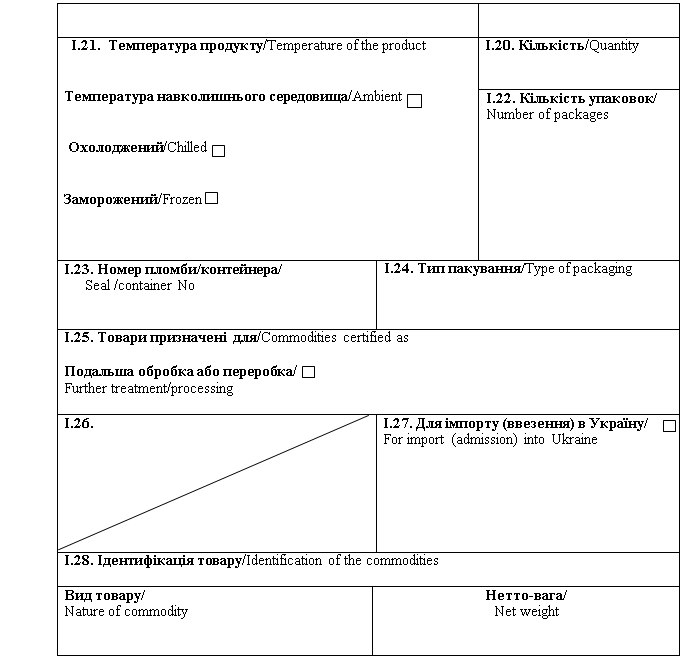 I.21. Температура продукту/Temperature of the product
I.20. Кількість/Quantity
Температура навколишнього середовища/Ambient
I.22. Кількість упаковок/
Number of packages
Охолоджений/Chilled
Заморожений/Frozen
I.23. Номер пломби/контейнера/
Seal /container No
I.24. Тип пакування/Type of packaging
I.25. Товари призначені для/Commodities certified as
Подальша обробка або переробка/
Further treatment/processing
I.26.
I.27. Для імпорту (ввезення) в Україну/
For import (admission) into Ukraine
I.28. Ідентифікація товару/Identification of the commodities
Вид товару/
Nature of commodity
Нетто-вага/
Net weight